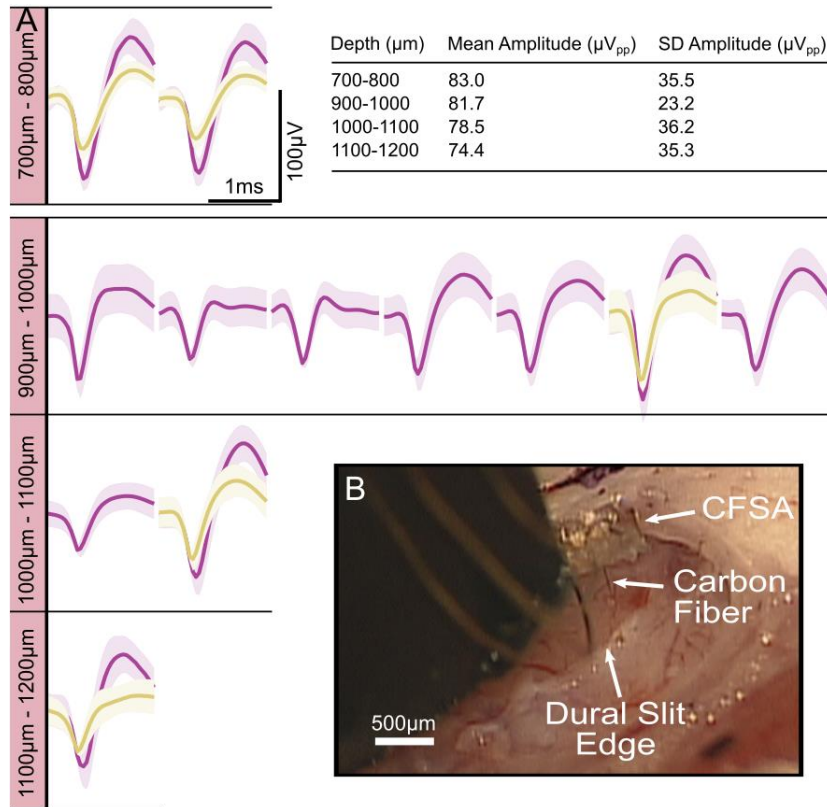 A
700µm - 800µm
100µV
1ms
Depth (µm) Mean Amplitude (µVpp) SD Amplitude (µVpp)
700-800 83.0 35.5
900-1000 81.7 23.2
1000-1100 78.5 36.2
1100-1200 74.4 35.3
900µm - 1000µm
1000µm - 1100µm
1100µm - 1200µm
B
CFSA
Carbon
Fiber
Dural Slit
Edge
500µm